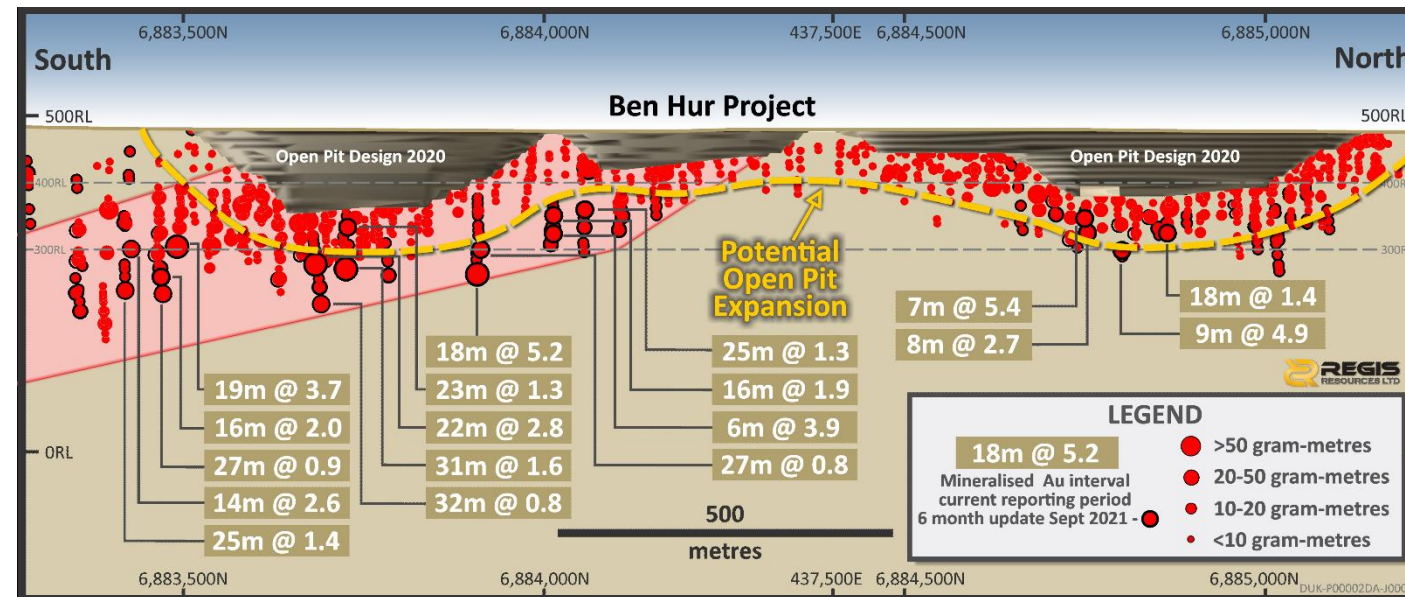 6,883,500N
6,884,000N
437,500E
6,884,500N
6,885,000N
South
North
Ben Hur Project
500RL
500RL
Open Pit Design 2020
Open Pit Design 2020
400RL
400RL
300RL
300RL
0RL
Potential
Open Pit
Expansion
19m @ 3.7
16m @ 2.0
27m @ 0.9
14m @ 2.6
25m @ 1.4
18m @ 5.2
23m @ 1.3
22m @ 2.8
31m @ 1.6
32m @ 0.8
25m @ 1.3
16m @ 1.9
6m @ 3.9
27m @ 0.8
7m @ 5.4
8m @ 2.7
18m @ 1.4
9m @ 4.9
REGIS
RESOURCES LTD
500
metres
LEGEND
18m @ 5.2
Mineralised Au interval
current reporting period
6 month update Sept 2021 -
>50 gram-metres
20-50 gram-metres
10-20 gram-metres
<10 gram-metres
6,883,500N
6,884,000N
437,500E
6,884,500N
6,885,000N